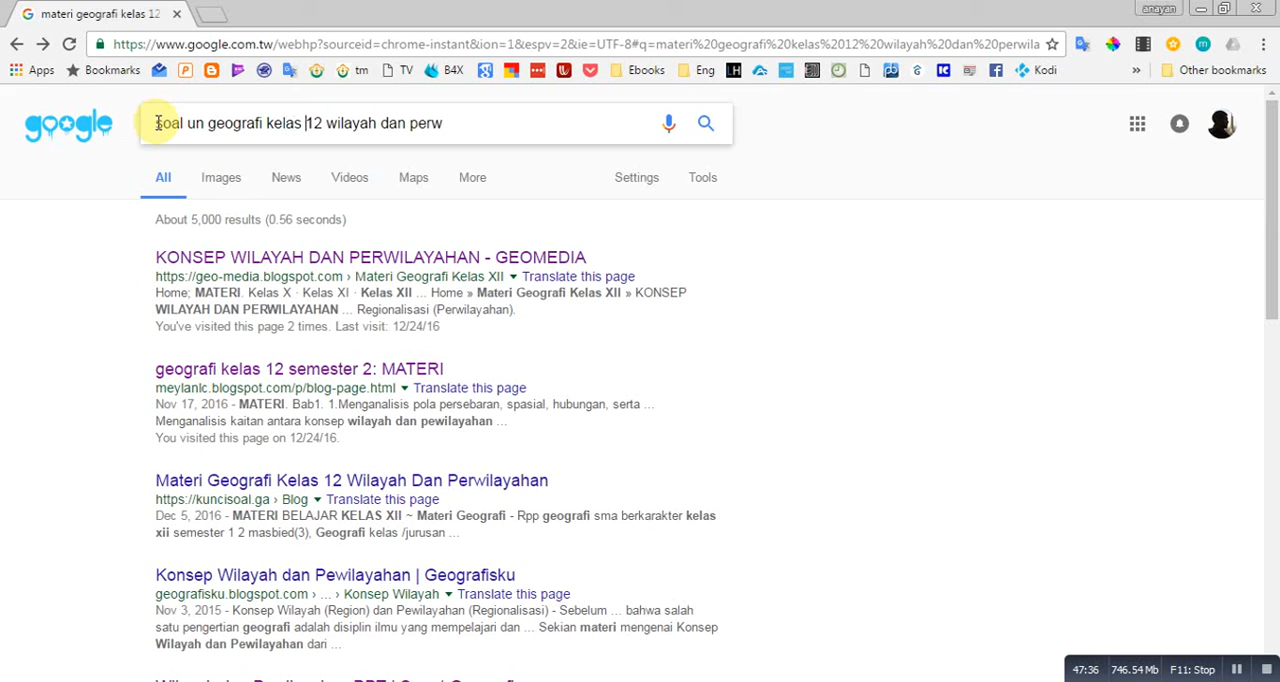 materi geografi kelas 12
anayan
https://www.google.com.tw/webhp?sourceid=chrome-instant&ion=1&espv=2&ie=UTF-8#q=materi%20geografi%20kelas%2012%20wilayah%20dan%20perwila
Apps Bookmarks tm TV B4X Ebooks Eng LH Kodi » Other bookmarks
google soal un geografi kelas 12 wilayah dan perw
All Images News Videos Maps More Settings Tools
About 5,000 results (0.56 seconds)
KONSEP WILAYAH DAN PERWILAYAHAN - GEOMEDIA
https://geo-media.blogspot.com › Materi Geografi Kelas XII ▼ Translate this page
Home; MATERI. Kelas X · Kelas XI · Kelas XII ... Home » Materi Geografi Kelas XII » KONSEP
WILAYAH DAN PERWILAYAHAN ... Regionalisasi (Perwilayahan).
You've visited this page 2 times. Last visit: 12/24/16
geografi kelas 12 semester 2: MATERI
meylanlc.blogspot.com/p/blog-page.html ▼ Translate this page
Nov 17, 2016 - MATERI. Bab1. 1.Menganalisis pola persebaran, spasial, hubungan, serta ...
Menganalisis kaitan antara konsep wilayah dan pewilayahan ...
You visited this page on 12/24/16.
Materi Geografi Kelas 12 Wilayah Dan Perwilayahan
https://kuncisoal.ga › Blog ▼ Translate this page
Dec 5, 2016 - MATERI BELAJAR KELAS XII ~ Materi Geografi - Rpp geografi sma berkarakter kelas
xii semester 1 2 masbied(3), Geografi kelas /jurusan ...
Konsep Wilayah dan Pewilayahan | Geografisku
geografisku.blogspot.com › ... › Konsep Wilayah ▼ Translate this page
Nov 3, 2015 - Konsep Wilayah (Region) dan Pewilayahan (Regionalisasi) - Sebelum ... bahwa salah
satu pengertian geografi adalah disiplin ilmu yang mempelajari dan ... Sekian materi mengenai Konsep
Wilayah dan Pewilayahan dari ...
47:36 746.54 Mb F11: Stop